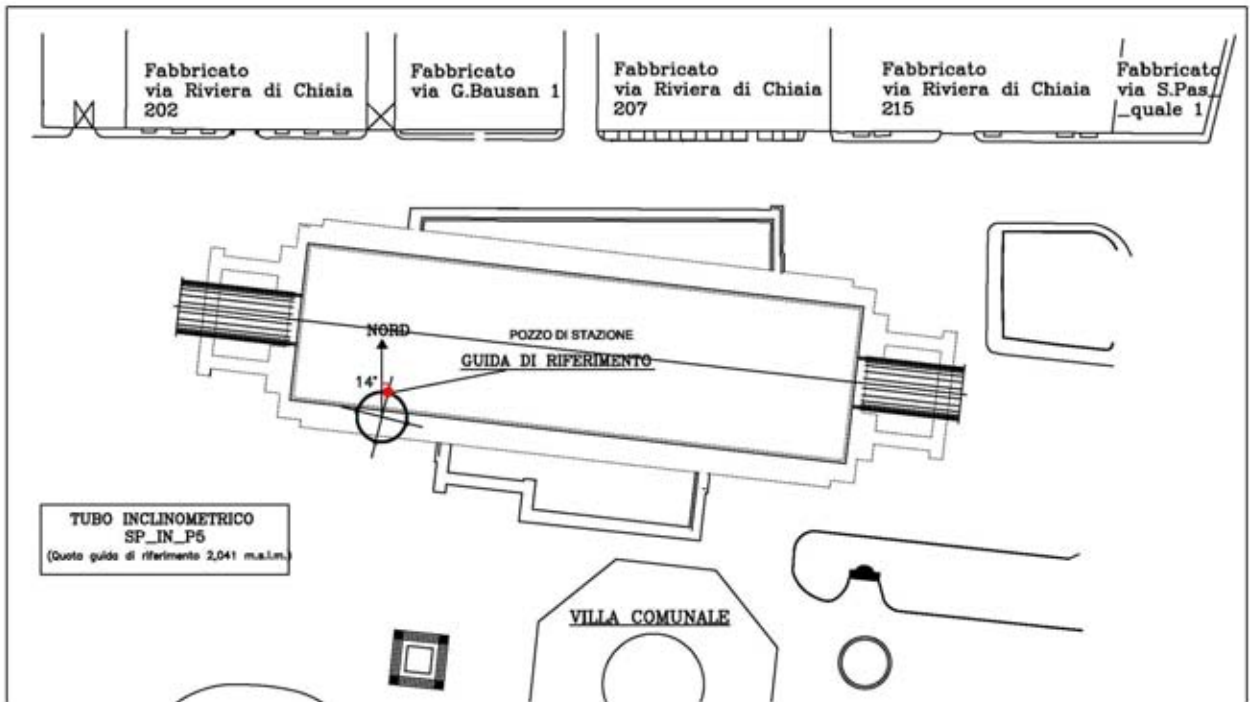 Fabbricato
via Riviera di Chiaia
202
Fabbricato
via G.Bausan 1
Fabbricato
via Riviera di Chiaia
207
Fabbricato
via Riviera di Chiaia
215
Fabbricato
via S.Pas_
_quale 1
NORD
POZZO DI STAZIONE
GUIDA DI RIFERIMENTO
14°
TUBO INCLINOMETRICO
SP_IN_P5
(Quota guida di riferimento 2,041 m.s.l.m.)
VILLA COMUNALE